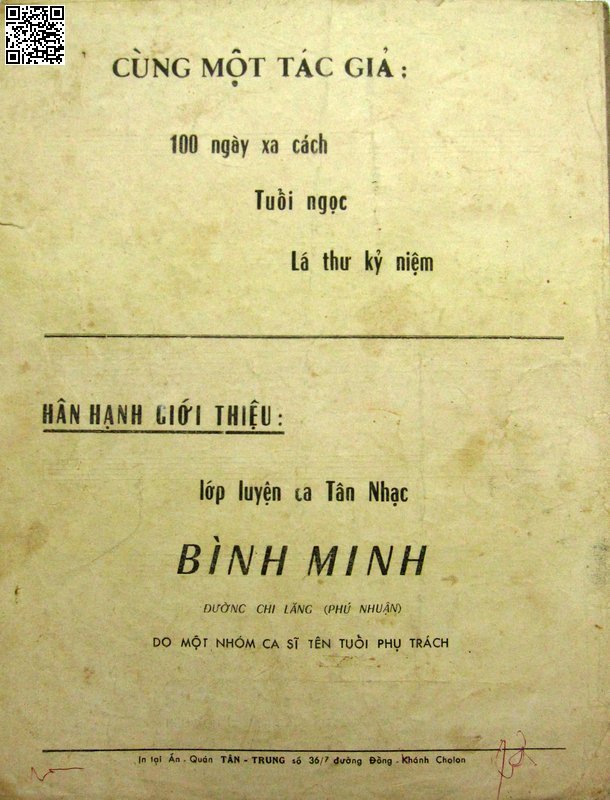 CÙNG MỘT TÁC GIẢ :
100 ngày xa cách
Tuổi ngọc
Lá thư kỷ niệm
HÂN HẠNH GIỚI THIỆU :
lớp luyện ca Tân Nhạc
BÌNH MINH
ĐƯỜNG CHI LĂNG (PHÚ NHUẬN)
DO MỘT NHÓM CA SĨ TÊN TUỔI PHỤ TRÁCH
In tại Ấn - Quán TÂN - TRUNG số 36/7 đường Đồng - Khánh Cholon